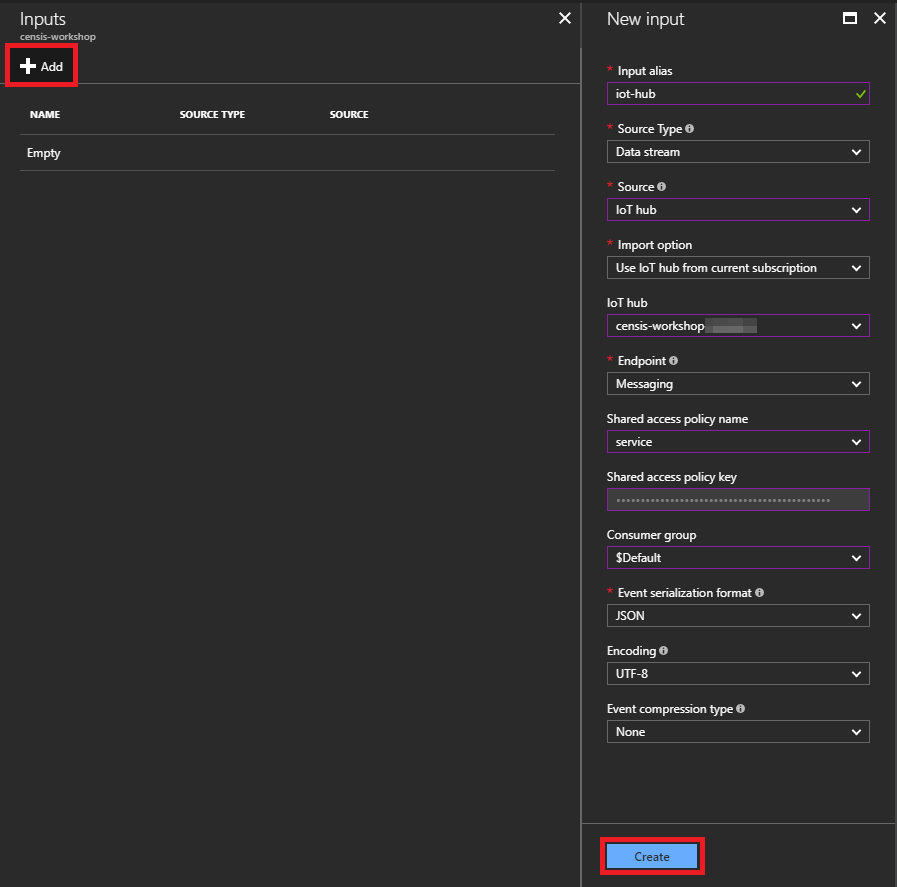 Inputs
censis-workshop
Add
NAME SOURCE TYPE SOURCE
Empty
New input
* Input alias
iot-hub
* Source Type
Data stream
* Source
IoT hub
* Import option
Use IoT hub from current subscription
IoT hub
censis-workshop
* Endpoint
Messaging
Shared access policy name
service
Shared access policy key
Consumer group
$Default
* Event serialization format
JSON
Encoding
UTF-8
Event compression type
None
Create